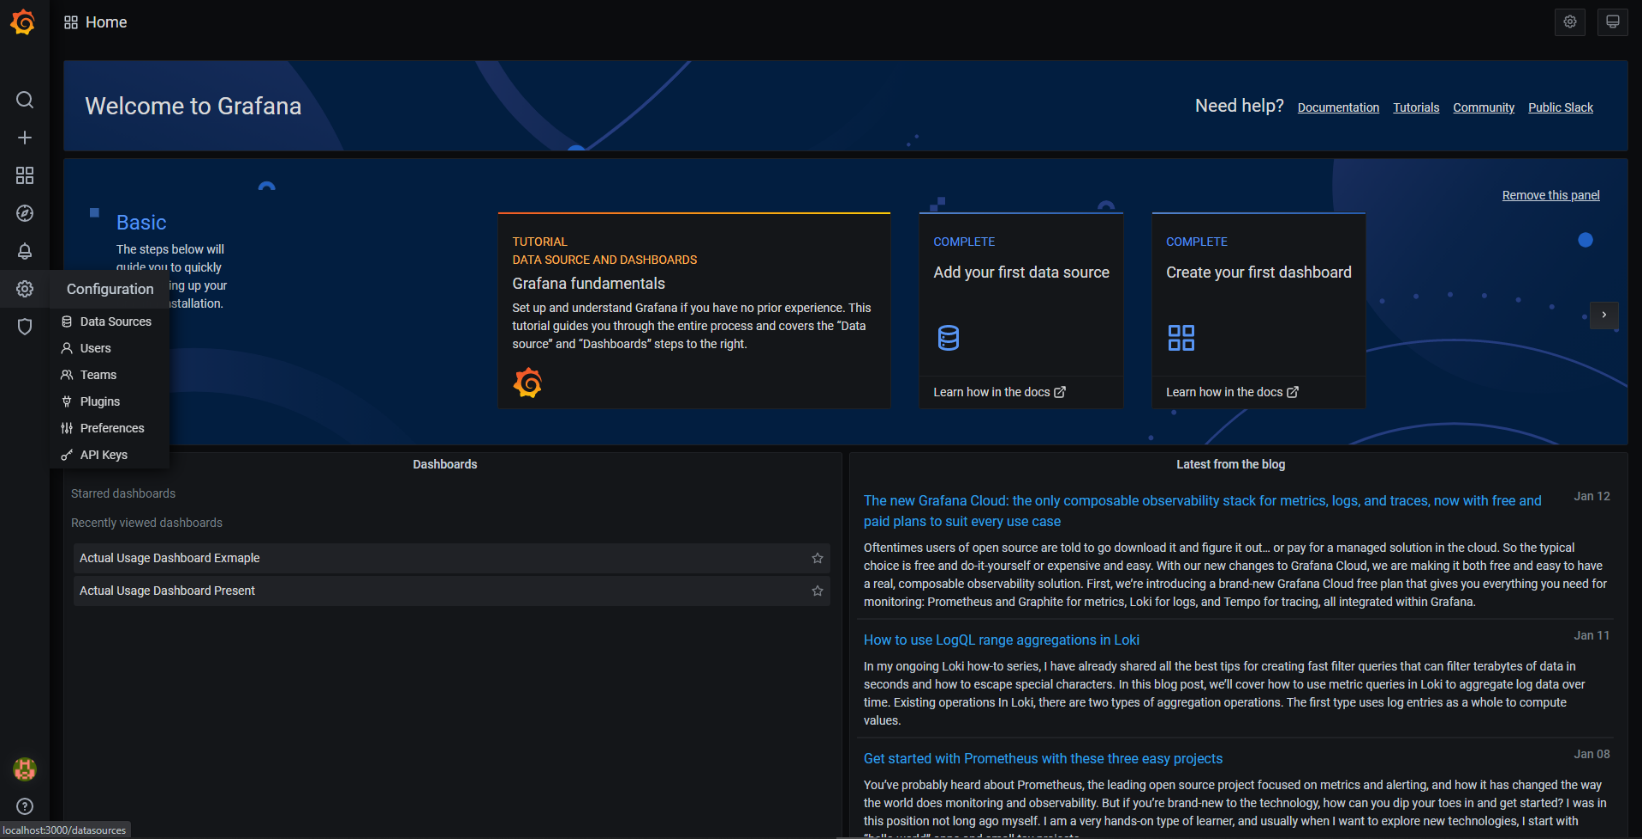 Home
Welcome to Grafana
Need help? Documentation Tutorials Community Public Slack
Remove this panel
Basic
The steps below will
guide you to quickly
ing up your
stallation.
TUTORIAL
DATA SOURCE AND DASHBOARDS
Grafana fundamentals
Set up and understand Grafana if you have no prior experience. This
tutorial guides you through the entire process and covers the “Data
source” and “Dashboards” steps to the right.
COMPLETE
Add your first data source
Learn how in the docs
COMPLETE
Create your first dashboard
Learn how in the docs
Configuration
Data Sources
Users
Teams
Plugins
Preferences
API Keys
Dashboards
Starred dashboards
Recently viewed dashboards
Actual Usage Dashboard Exmaple
Actual Usage Dashboard Present
Latest from the blog
The new Grafana Cloud: the only composable observability stack for metrics, logs, and traces, now with free and
paid plans to suit every use case
Jan 12
Oftentimes users of open source are told to go download it and figure it out… or pay for a managed solution in the cloud. So the typical
choice is free and do-it-yourself or expensive and easy. With our new changes to Grafana Cloud, we are making it both free and easy to have
a real, composable observability solution. First, we’re introducing a brand-new Grafana Cloud free plan that gives you everything you need for
monitoring: Prometheus and Graphite for metrics, Loki for logs, and Tempo for tracing, all integrated within Grafana.
How to use LogQL range aggregations in Loki
Jan 11
In my ongoing Loki how-to series, I have already shared all the best tips for creating fast filter queries that can filter terabytes of data in
seconds and how to escape special characters. In this blog post, we’ll cover how to use metric queries in Loki to aggregate log data over
time. Existing operations In Loki, there are two types of aggregation operations. The first type uses log entries as a whole to compute
values.
Get started with Prometheus with these three easy projects
Jan 08
You’ve probably heard about Prometheus, the leading open source project focused on metrics and alerting, and how it has changed the way
the world does monitoring and observability. But if you’re brand-new to the technology, how can you dip your toes in and get started? I was in
this position not long ago myself. I am a very hands-on type of learner, and usually when I want to explore new technologies, I start with
localhost:3000/datasources